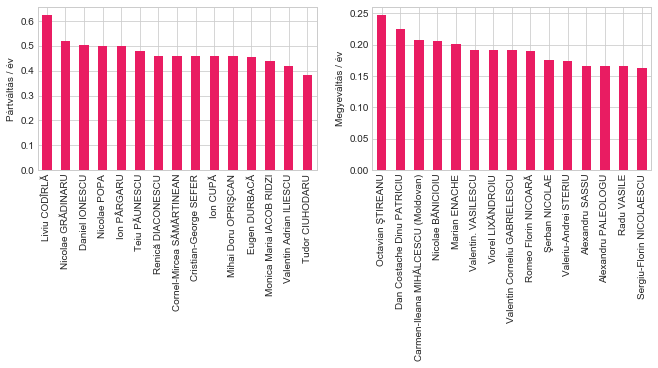 Pártváltás / év
0.6
0.5
0.4
0.3
0.2
0.1
0.0
Liviu CODÎRLĂ
Nicolae GRĂDINARU
Daniel IONESCU
Nicolae POPA
Ion PÂRGARU
Teiu PĂUNESCU
Renică DIACONESCU
Cornel-Mircea SĂMĂRTINEAN
Cristian-George SEFER
Ion CUPĂ
Mihai Doru OPRIŞCAN
Eugen DURBACĂ
Monica Maria IACOB RIDZI
Valentin Adrian ILIESCU
Tudor CIUHODARU
Megyeváltás / év
0.25
0.20
0.15
0.10
0.05
0.00
Octavian ŞTIREANU
Dan Costache Dinu PATRICIU
Carmen-Ileana MIHĂLCESCU (Moldovan)
Nicolae BĂNICIOIU
Marian ENACHE
Valentin. VASILESCU
Viorel LIXĂNDROIU
Valentin Corneliu GABRIELESCU
Romeo Florin NICOARĂ
Şerban NICOLAE
Valeriu-Andrei STERIU
Alexandru SASSU
Alexandru PALEOLOGU
Radu VASILE
Sergiu-Florin NICOLAESCU